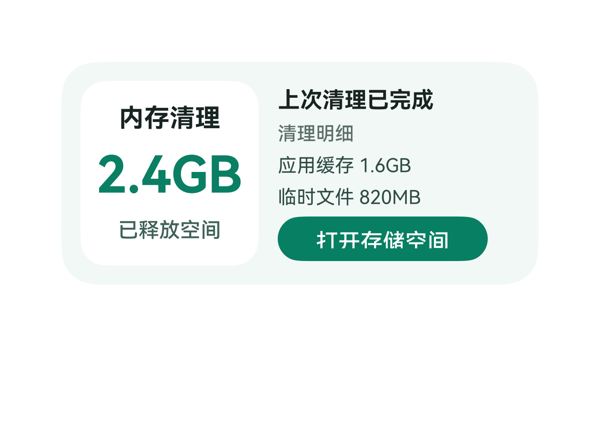 内存清理
2.4GB
已释放空间
上次清理已完成
清理明细
应用缓存 1.6GB
临时文件 820MB
打开存储空间